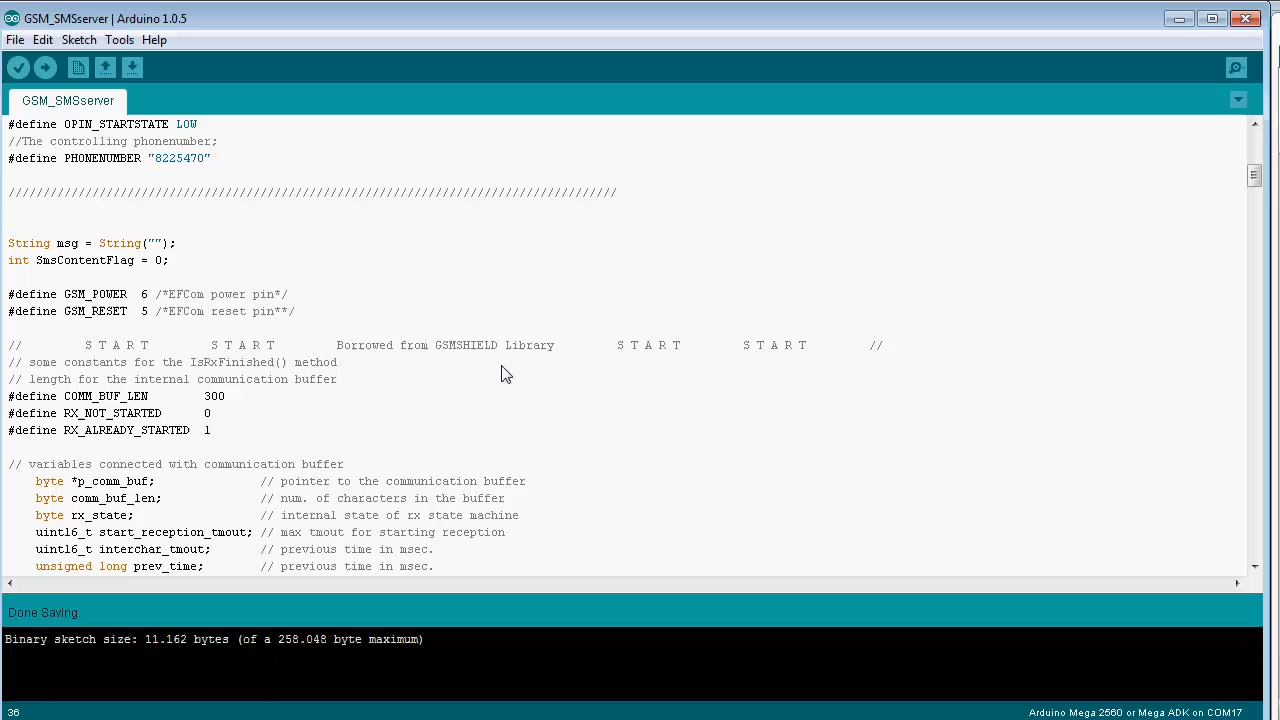 GSM_SMSserver | Arduino 1.0.5
File Edit Sketch Tools Help
GSM_SMSserver
#define OPIN_STARTSTATE LOW
//The controlling phonenumber;
#define PHONENUMBER "8225470"
////////////////////////////////////////////////////////////////////////////////////////
String msg = String("");
int SmsContentFlag = 0;
#define GSM_POWER  6 /*EFCom power pin*/
#define GSM_RESET  5 /*EFCom reset pin**/
//         S T A R T         S T A R T         Borrowed from GSMSHIELD Library         S T A R T         S T A R T         //
// some constants for the IsRxFinished() method
// length for the internal communication buffer
#define COMM_BUF_LEN        300
#define RX_NOT_STARTED      0
#define RX_ALREADY_STARTED  1
// variables connected with communication buffer
byte *p_comm_buf;               // pointer to the communication buffer
byte comm_buf_len;              // num. of characters in the buffer
byte rx_state;                  // internal state of rx state machine
uint16_t start_reception_tmout; // max tmout for starting reception
uint16_t interchar_tmout;       // previous time in msec.
unsigned long prev_time;        // previous time in msec.
Done Saving.
Binary sketch size: 11.162 bytes (of a 258.048 byte maximum)
36
Arduino Mega 2560 or Mega ADK on COM17